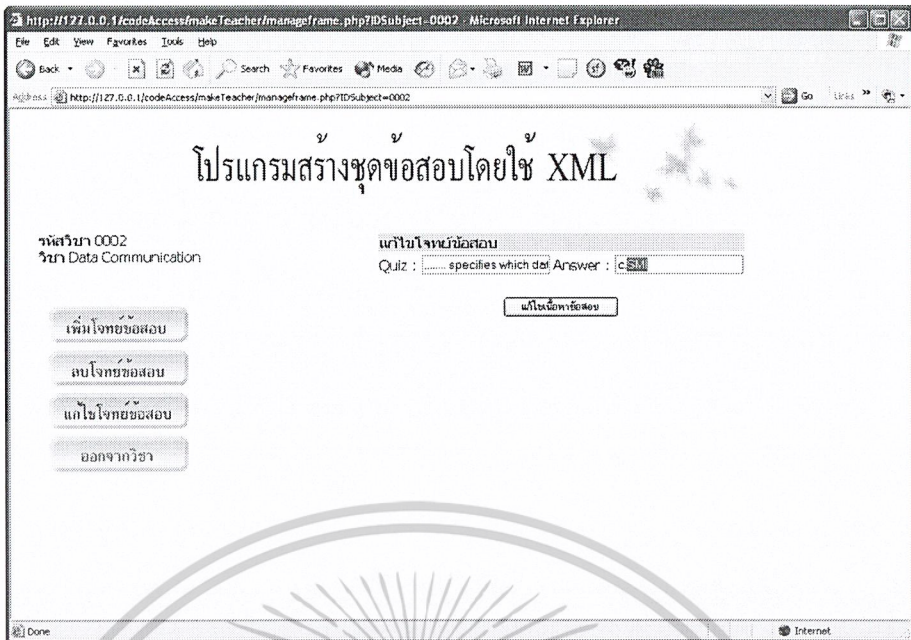 http://127.0.0.1/codeAccess/makeTeacher/manageframe.php?IDSubject=0002 - Microsoft Internet Explorer
File Edit View Favorites Tools Help
Back Search Favorites Media
Address http://127.0.0.1/codeAccess/makeTeacher/manageframe.php?IDSubject=0002 Go Links »
โปรแกรมสร้างชุดข้อสอบโดยใช้ XML
รหัสวิชา 0002
วิชา Data Communication
เพิ่มโจทย์ข้อสอบ
ลบโจทย์ข้อสอบ
แก้ไขโจทย์ข้อสอบ
ออกจากวิชา
แก้ไขโจทย์ข้อสอบ
Quiz : ....... specifies which dat Answer : c.SMI
แก้ไขเนื้อหาข้อสอบ
Done Internet